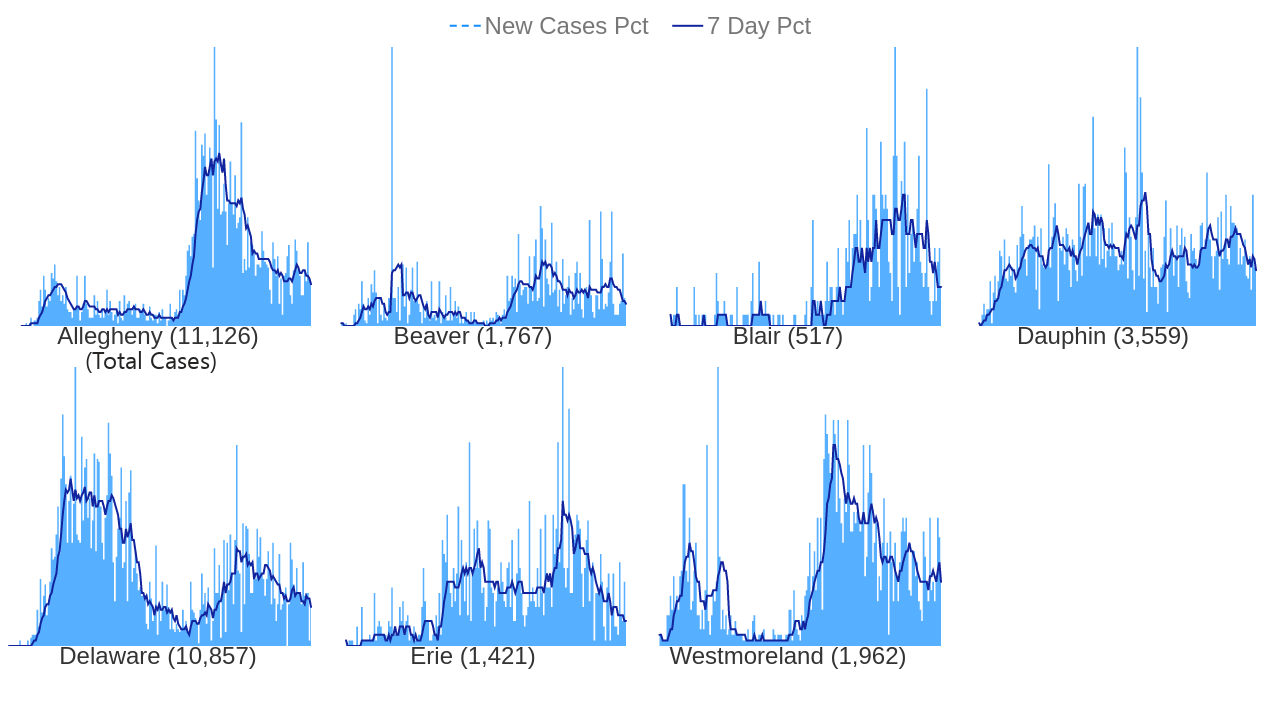 New Cases Pct 7 Day Pct
Allegheny (11,126)
(Total Cases)
Beaver (1,767)
Blair (517)
Dauphin (3,559)
Delaware (10,857)
Erie (1,421)
Westmoreland (1,962)